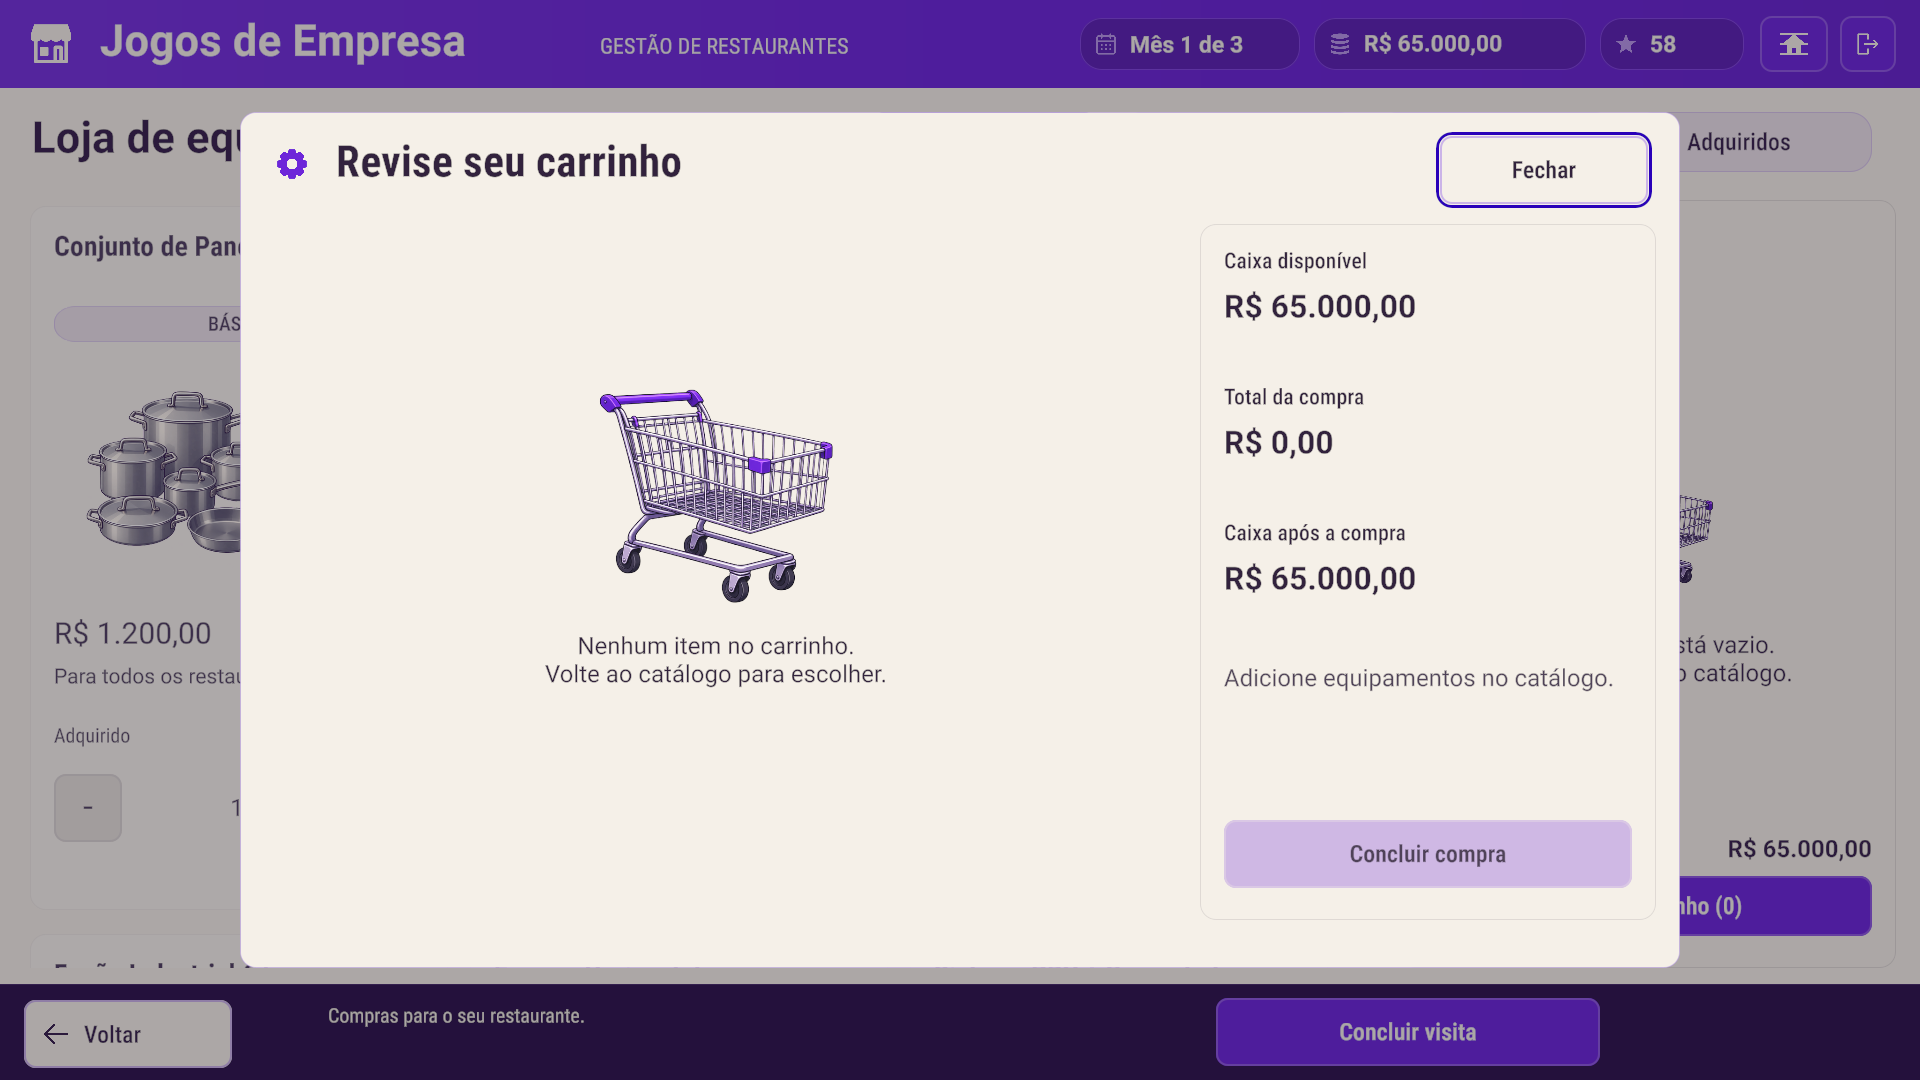 Jogos de Empresa
GESTÃO DE RESTAURANTES
Mês 1 de 3
R$ 65.000,00
58
Loja de equ
Adquiridos
Revise seu carrinho
Fechar
Conjunto de Pan
BÁS
R$ 1.200,00
Para todos os restau
Adquirido
-
1
Nenhum item no carrinho.
Volte ao catálogo para escolher.
Caixa disponível
R$ 65.000,00
Total da compra
R$ 0,00
Caixa após a compra
R$ 65.000,00
Adicione equipamentos no catálogo.
Concluir compra
stá vazio.
o catálogo.
R$ 65.000,00
nho (0)
Voltar
Compras para o seu restaurante.
Concluir visita